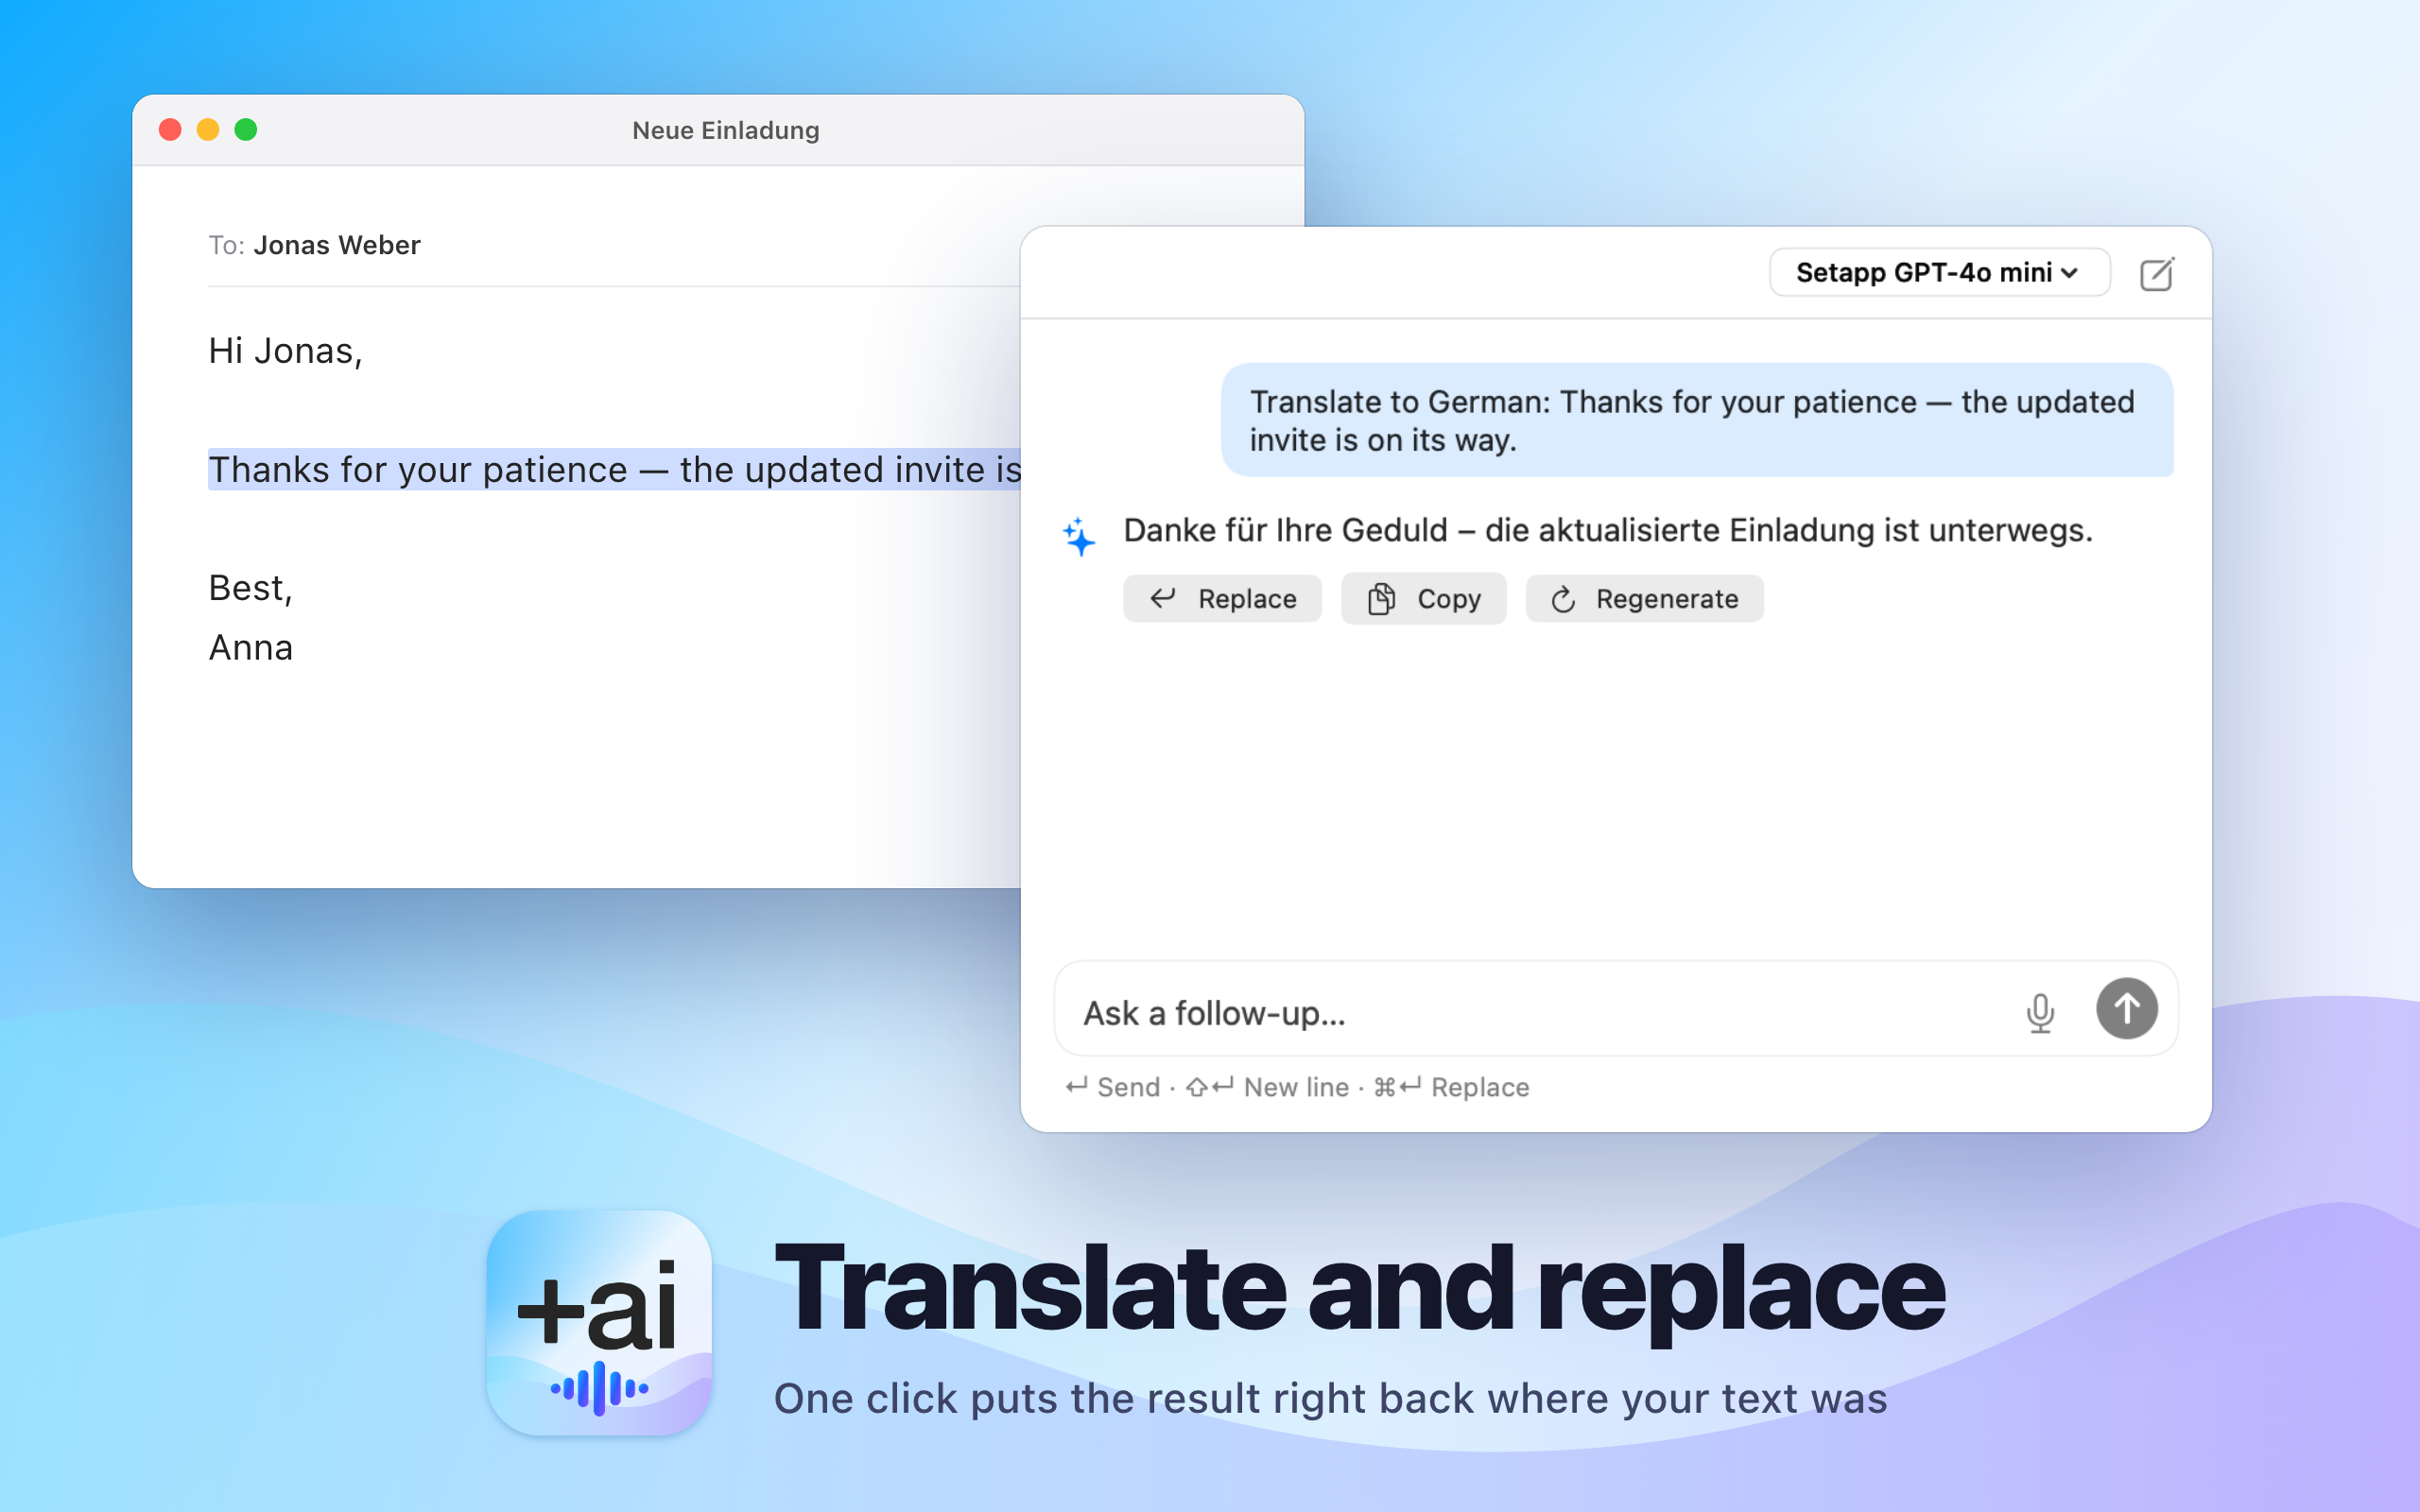 Neue Einladung
To: Jonas Weber
Hi Jonas,
Thanks for your patience — the updated invite is
Best,
Anna
Setapp GPT-4o mini
Translate to German: Thanks for your patience — the updated
invite is on its way.
Danke für Ihre Geduld – die aktualisierte Einladung ist unterwegs.
Replace Copy Regenerate
Ask a follow-up...
↵ Send · ⇧↵ New line · ⌘↵ Replace
+ai
Translate and replace
One click puts the result right back where your text was